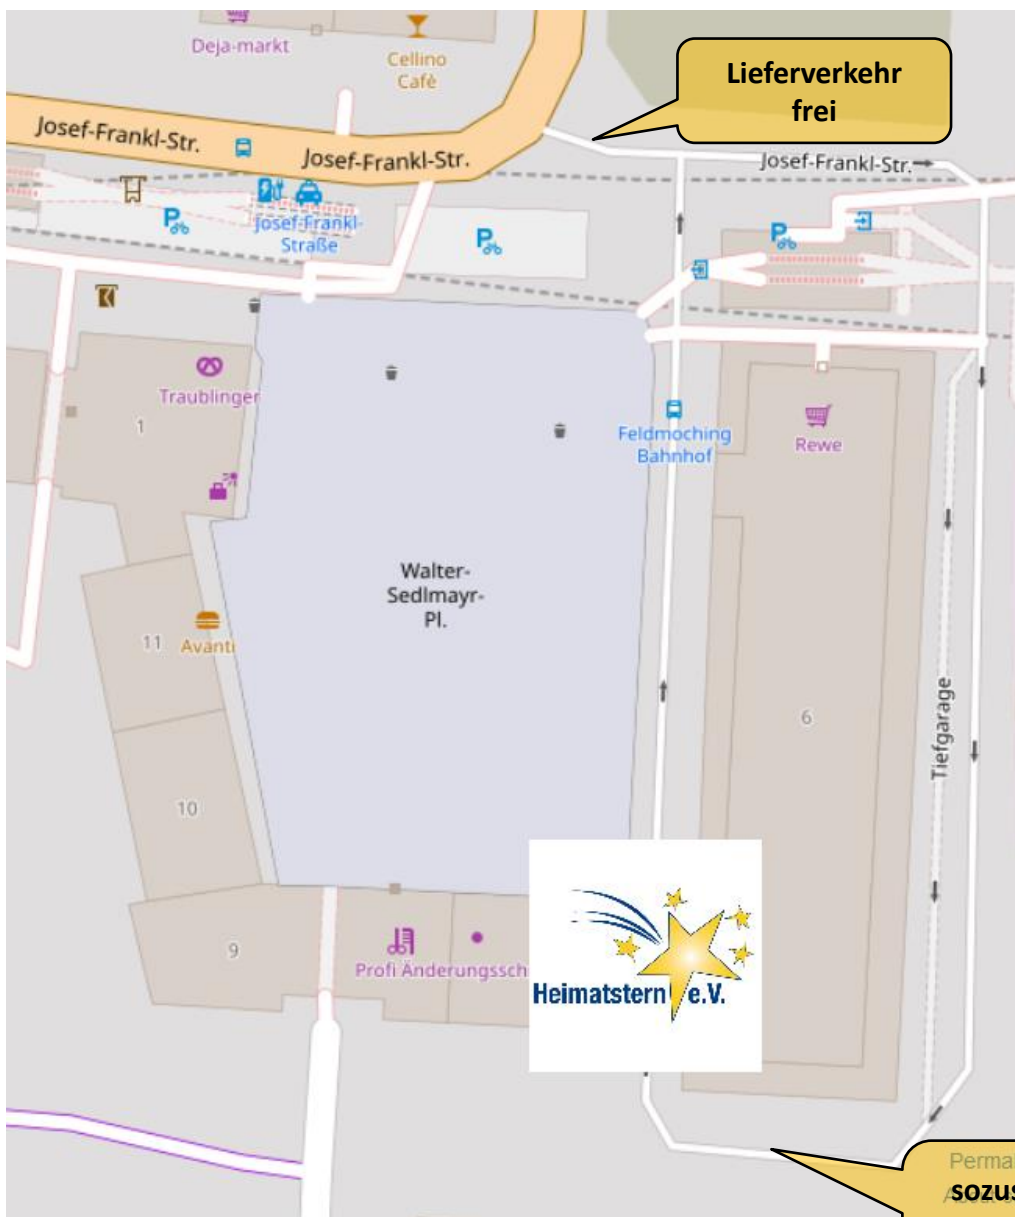 Deja-markt
Cellino
Cafè
Lieferverkehr
frei
Josef-Frankl-Str.
Josef-Frankl-Str.
Josef-Frankl-Str.
Josef-Frankl-
Straße
P
P
P
Traublinger
1
Feldmoching
Bahnhof
Rewe
Walter-
Sedlmayr-
Pl.
11
Avanti
6
Tiefgarage
10
9
Profi Änderungssch
Heimatstern e.V.
Perma
sozus